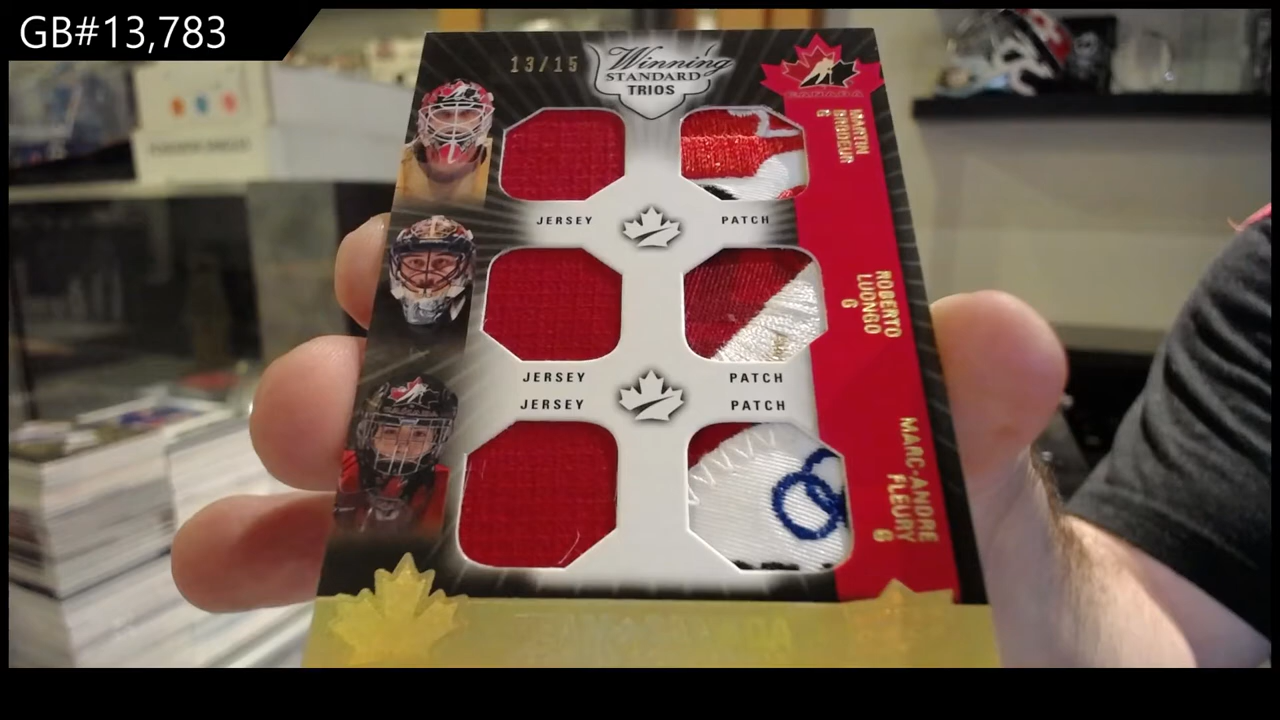 GB#13,783
13/15
Winning
STANDARD
TRIOS
CANADA
MARTIN
BRODEUR
G
JERSEY
PATCH
ROBERTO
LUONGO
G
JERSEY
PATCH
JERSEY
PATCH
MARC-ANDRE
FLEURY
G